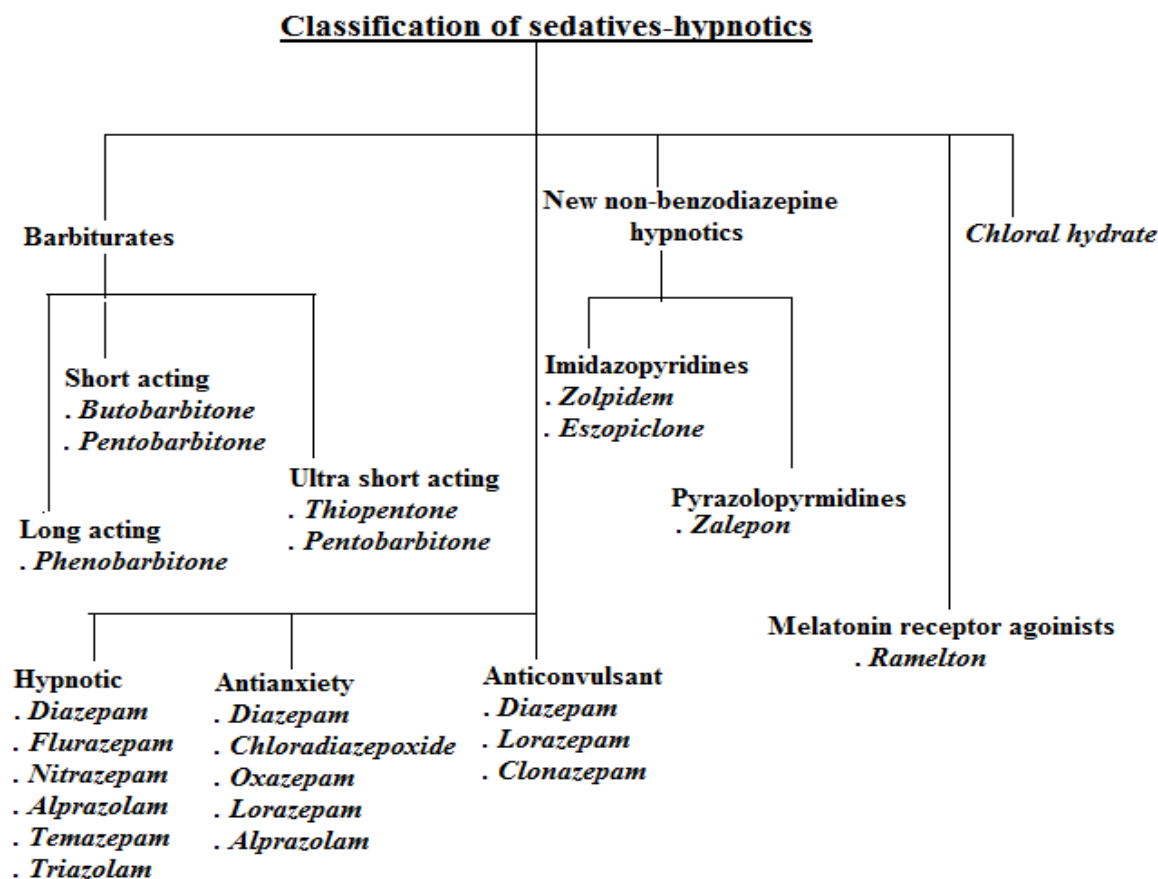 Classification of sedatives-hypnotics
Barbiturates
New non-benzodiazepine
hypnotics
Chloral hydrate
Short acting
. Butobarbitone
. Pentobarbitone
Long acting
. Phenobarbitone
Ultra short acting
. Thiopentone
. Pentobarbitone
Imidazopyridines
. Zolpidem
. Eszopiclone
Pyrazolopyrmidines
. Zalepon
Melatonin receptor agoinists
. Ramelton
Hypnotic
. Diazepam
. Flurazepam
. Nitrazepam
. Alprazolam
. Temazepam
. Triazolam
Antianxiety
. Diazepam
. Chloradiazepoxide
. Oxazepam
. Lorazepam
. Alprazolam
Anticonvulsant
. Diazepam
. Lorazepam
. Clonazepam